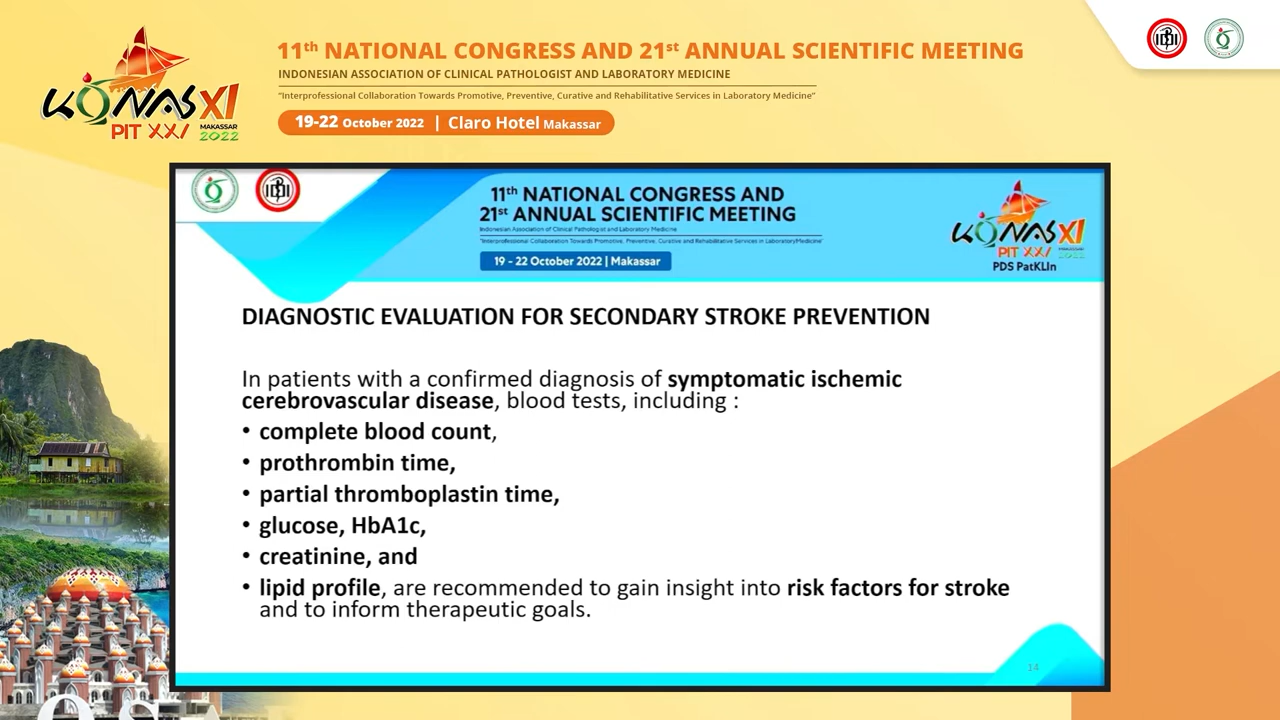 KONAS XI
PIT XXI
MAKASSAR
2022
11th NATIONAL CONGRESS AND 21st ANNUAL SCIENTIFIC MEETING
INDONESIAN ASSOCIATION OF CLINICAL PATHOLOGIST AND LABORATORY MEDICINE
"Interprofessional Collaboration Towards Promotive, Preventive, Curative and Rehabilitative Services in Laboratory Medicine"
19-22 October 2022 | Claro Hotel Makassar
11th NATIONAL CONGRESS AND
21st ANNUAL SCIENTIFIC MEETING
Indonesian Association of Clinical Pathologist and Laboratory Medicine
"Interprofessional Collaboration Towards Promotive, Preventive, Curative and Rehabilitative Services in LaboratoryMedicine"
19 - 22 October 2022 | Makassar
KONAS XI
PIT XXI
PDS PatKLIn
DIAGNOSTIC EVALUATION FOR SECONDARY STROKE PREVENTION
In patients with a confirmed diagnosis of symptomatic ischemic
cerebrovascular disease, blood tests, including :
• complete blood count,
• prothrombin time,
• partial thromboplastin time,
• glucose, HbA1c,
• creatinine, and
• lipid profile, are recommended to gain insight into risk factors for stroke
and to inform therapeutic goals.
14